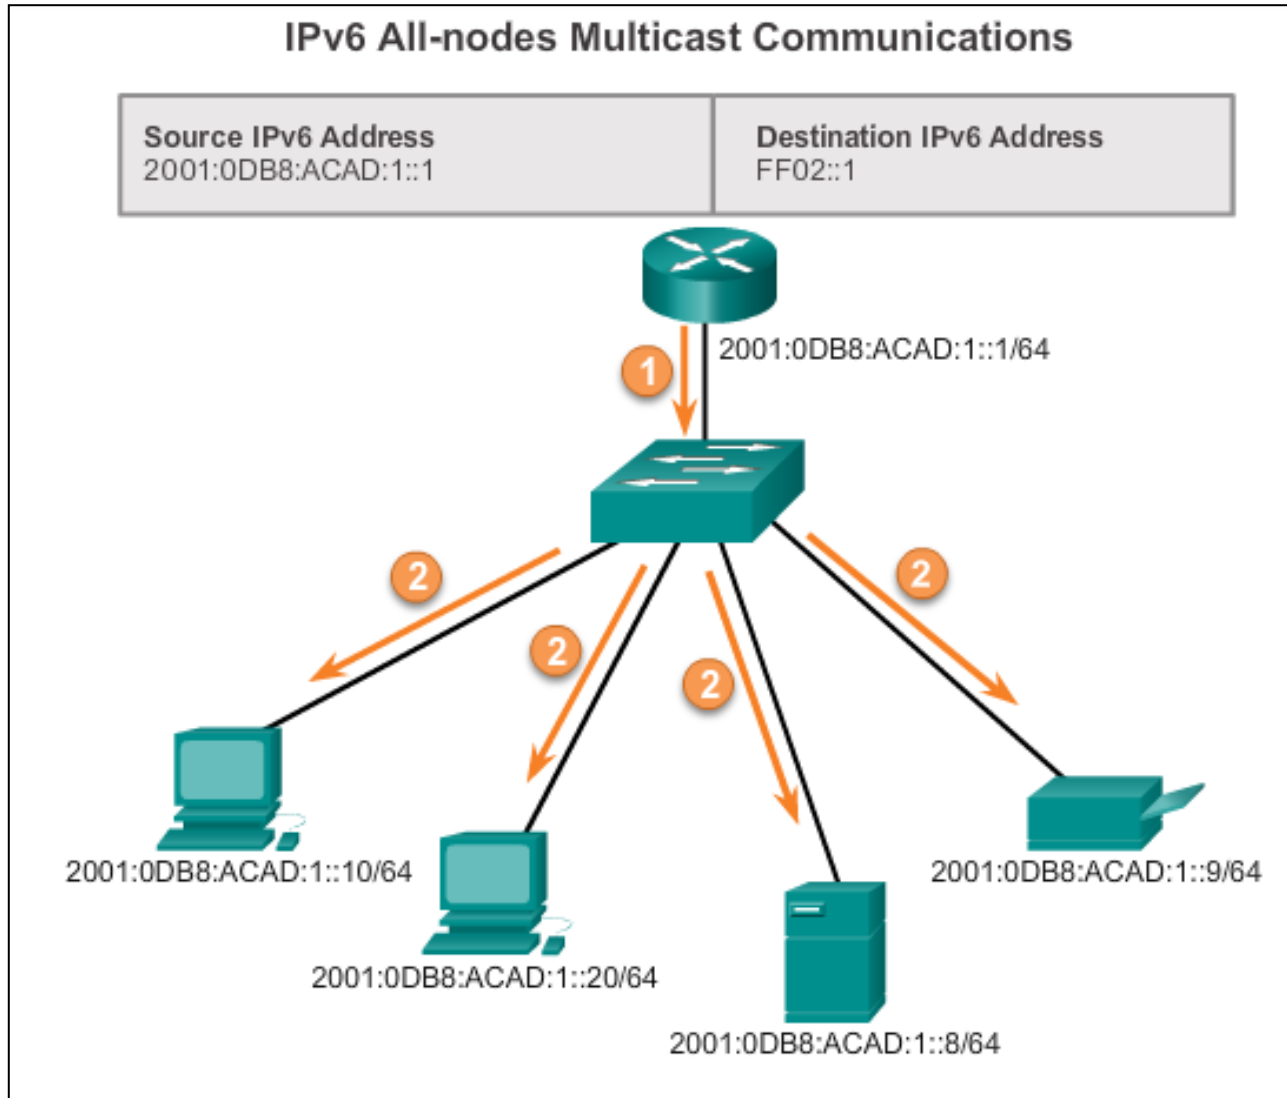 IPv6 All-nodes Multicast Communications
Source IPv6 Address
2001:0DB8:ACAD:1::1
Destination IPv6 Address
FF02::1
2001:0DB8:ACAD:1::1/64
1
2
2
2
2
2001:0DB8:ACAD:1::10/64
2001:0DB8:ACAD:1::20/64
2001:0DB8:ACAD:1::8/64
2001:0DB8:ACAD:1::9/64